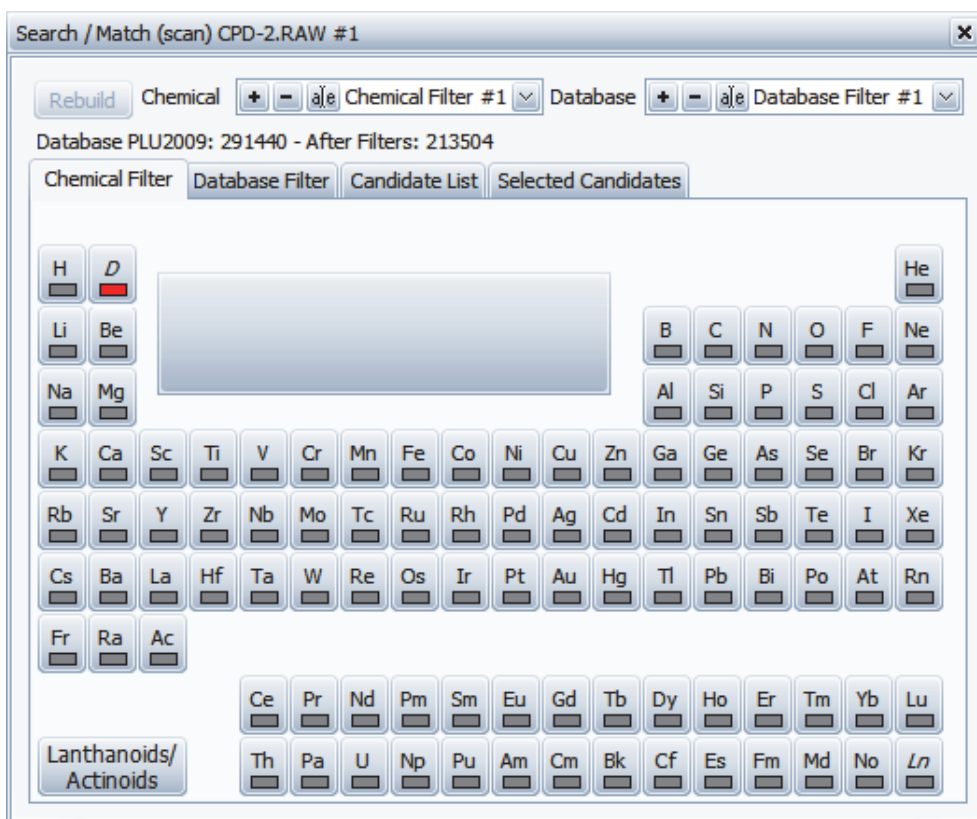 Search / Match (scan) CPD-2.RAW #1
Rebuild Chemical + - a|e Chemical Filter #1 Database + - a|e Database Filter #1
Database PLU2009: 291440 - After Filters: 213504
Chemical Filter Database Filter Candidate List Selected Candidates
H D He
Li Be B C N O F Ne
Na Mg Al Si P S Cl Ar
K Ca Sc Ti V Cr Mn Fe Co Ni Cu Zn Ga Ge As Se Br Kr
Rb Sr Y Zr Nb Mo Tc Ru Rh Pd Ag Cd In Sn Sb Te I Xe
Cs Ba La Hf Ta W Re Os Ir Pt Au Hg Tl Pb Bi Po At Rn
Fr Ra Ac
Ce Pr Nd Pm Sm Eu Gd Tb Dy Ho Er Tm Yb Lu
Lanthanoids/
Actinoids
Th Pa U Np Pu Am Cm Bk Cf Es Fm Md No Ln